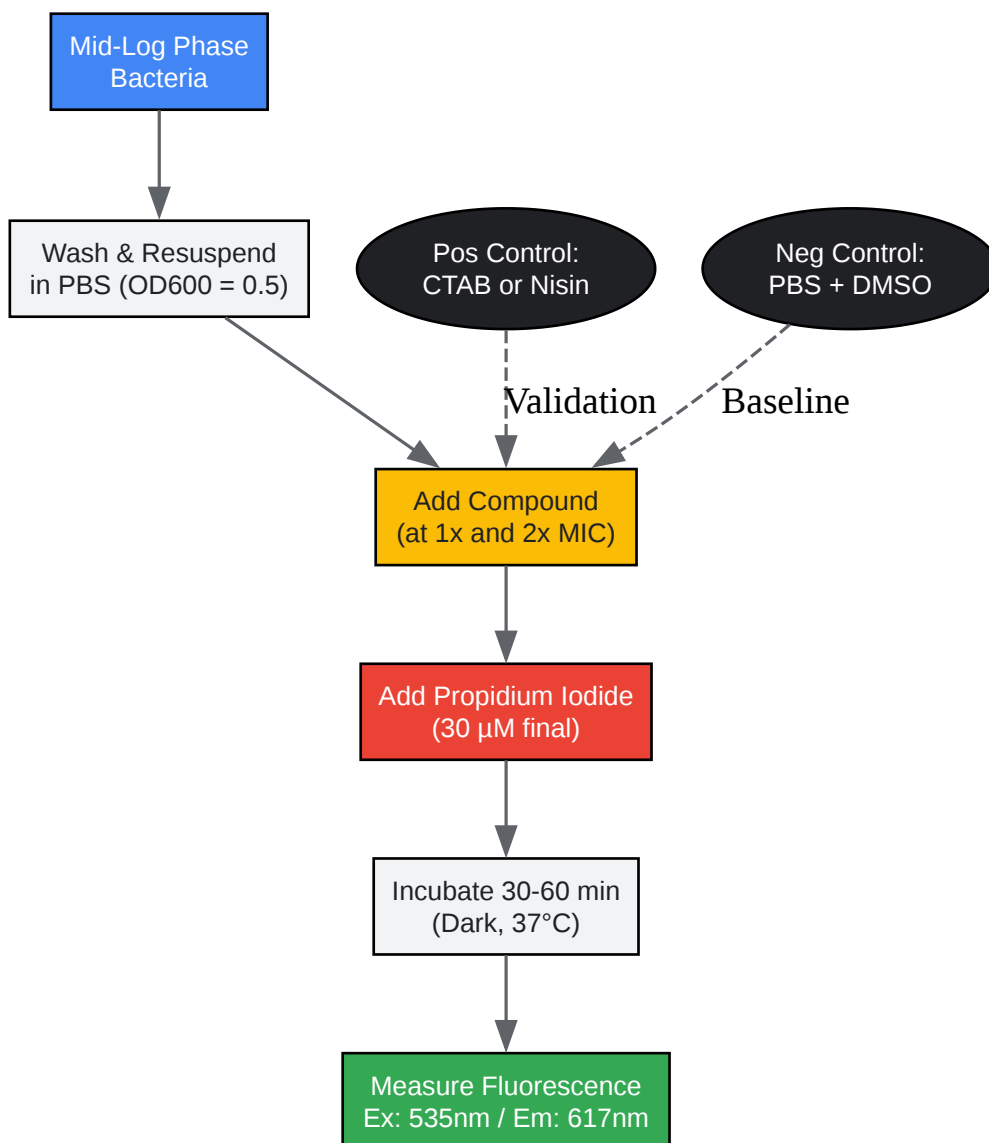 Mid-Log Phase
Bacteria
Wash & Resuspend
in PBS (OD600 = 0.5)
Pos Control:
CTAB or Nisin
Neg Control:
PBS + DMSO
Validation
Baseline
Add Compound
(at 1x and 2x MIC)
Add Propidium Iodide
(30 µM final)
Incubate 30-60 min
(Dark, 37°C)
Measure Fluorescence
Ex: 535nm / Em: 617nm